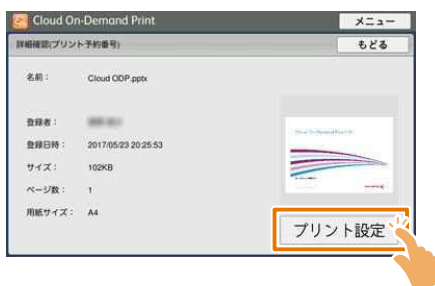 Cloud On-Demand Print
メニュー
詳細確認(プリント予約番号)
もどる
名前：
Cloud ODP.pptx
登録者：
登録日時：
2017/05/23 20:25:53
サイズ：
102KB
ページ数：
1
用紙サイズ：
A4
Cloud On-Demand Print
プリント設定